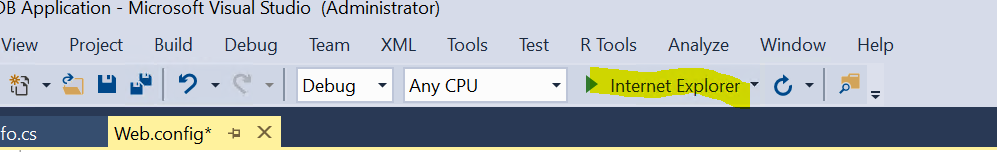 DB Application - Microsoft Visual Studio (Administrator)
View Project Build Debug Team XML Tools Test R Tools Analyze Window Help
Debug Any CPU Internet Explorer
fo.cs Web.config*